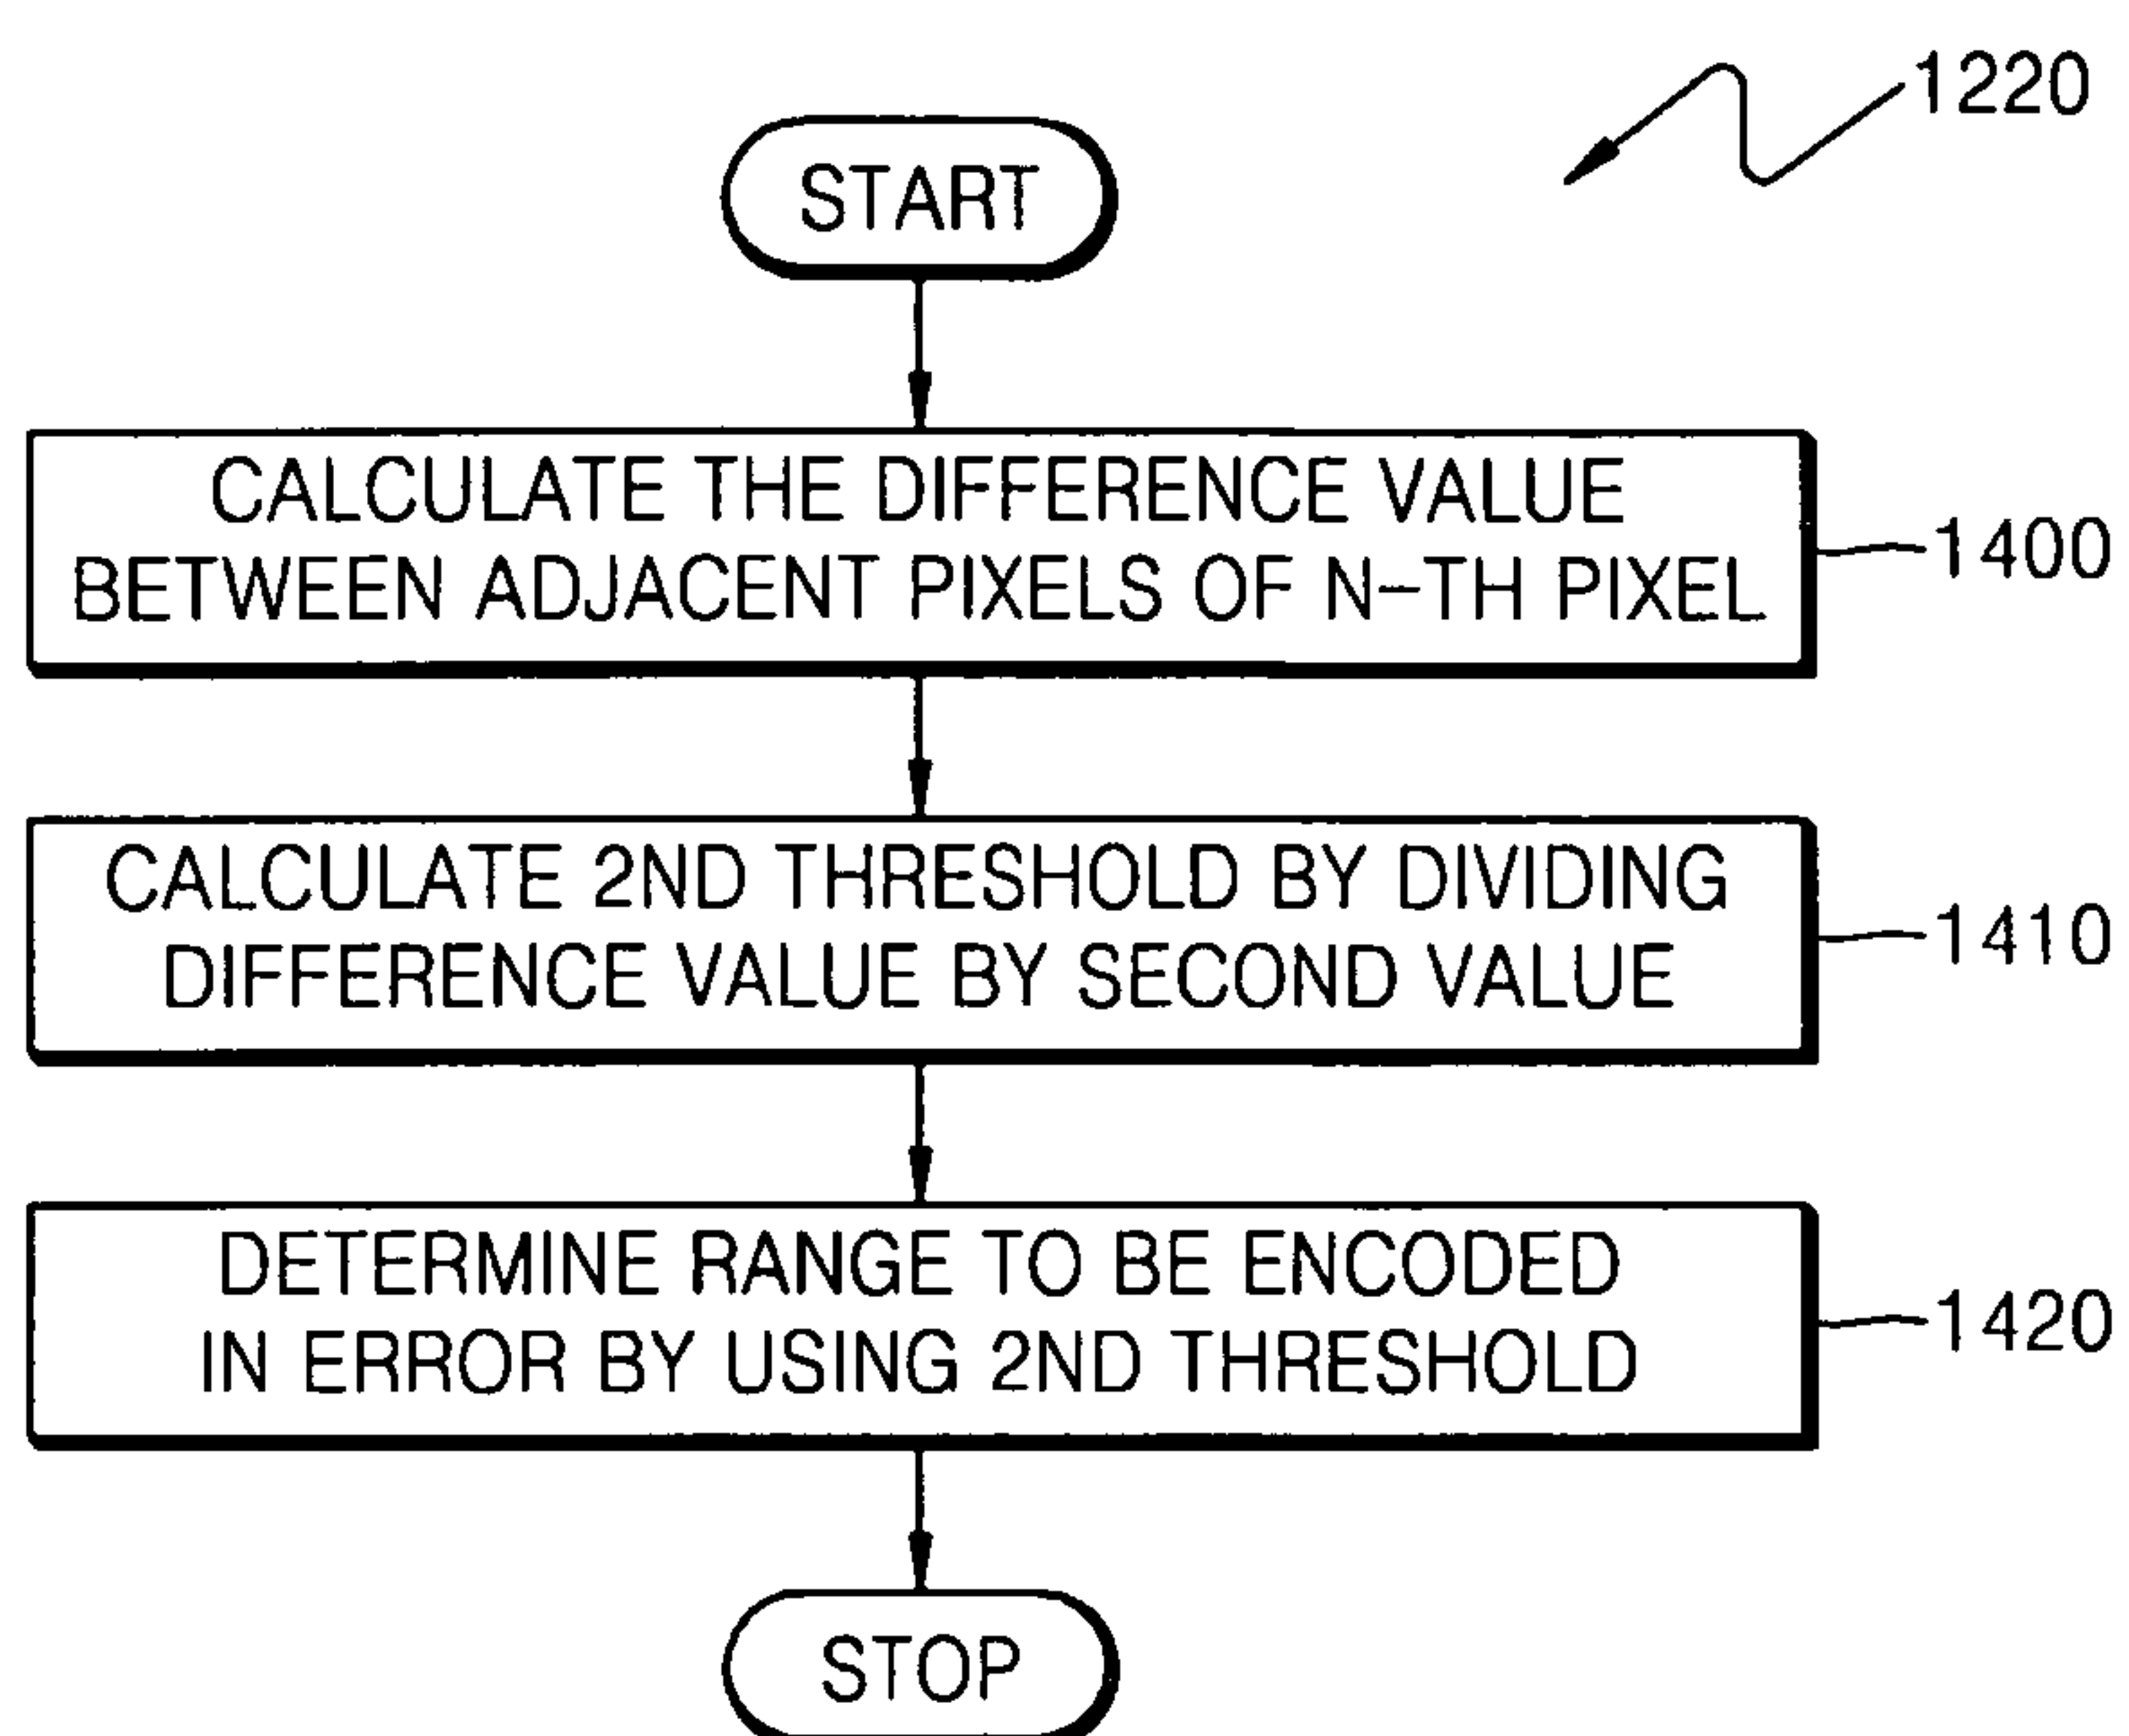 1220
START
CALCULATE THE DIFFERENCE VALUE
BETWEEN ADJACENT PIXELS OF N-TH PIXEL
1400
CALCULATE 2ND THRESHOLD BY DIVIDING
DIFFERENCE VALUE BY SECOND VALUE
1410
DETERMINE RANGE TO BE ENCODED
IN ERROR BY USING 2ND THRESHOLD
1420
STOP